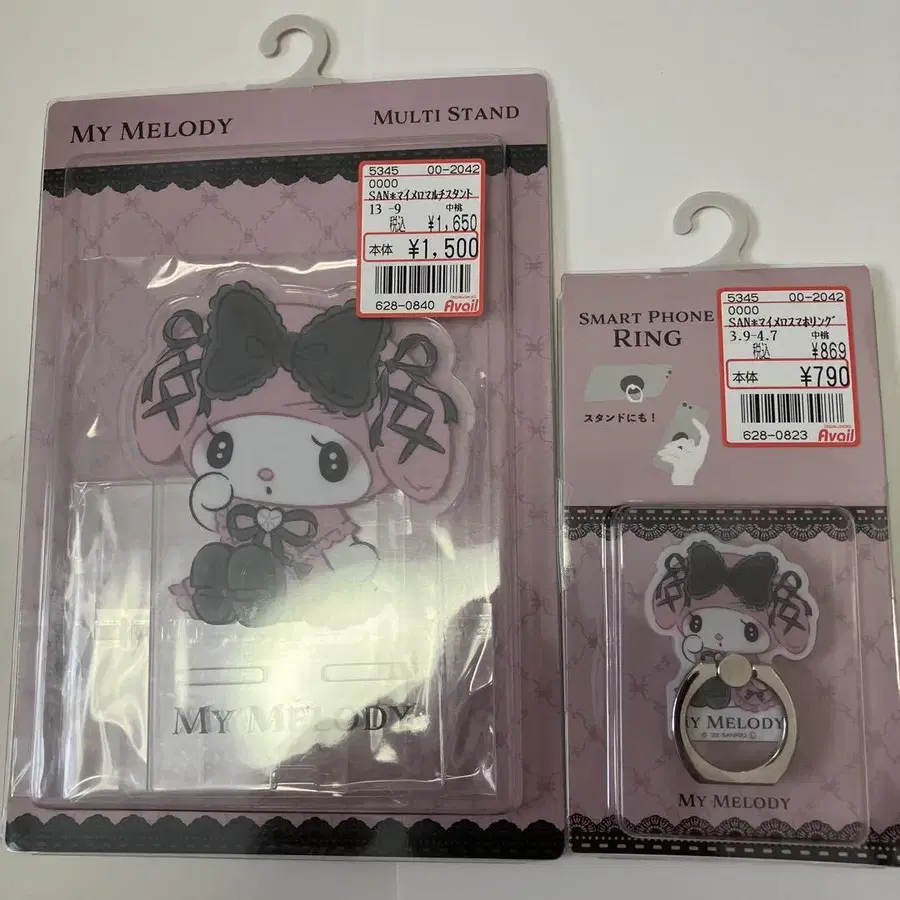 MY MELODY
MULTI STAND
5345 00-2042
0000
SAN*マイメロマルチスタント
13 -9 中桃
税込 ¥1,650
本体 ¥1,500
628-0840 Avail
MY MELODY
SMART PHONE
RING
スタンドにも!
5345 00-2042
0000
SAN*マイメロスマホリング
3.9-4.7 中桃
税込 ¥869
本体 ¥790
628-0823 Avail
MY MELODY
MY MELODY